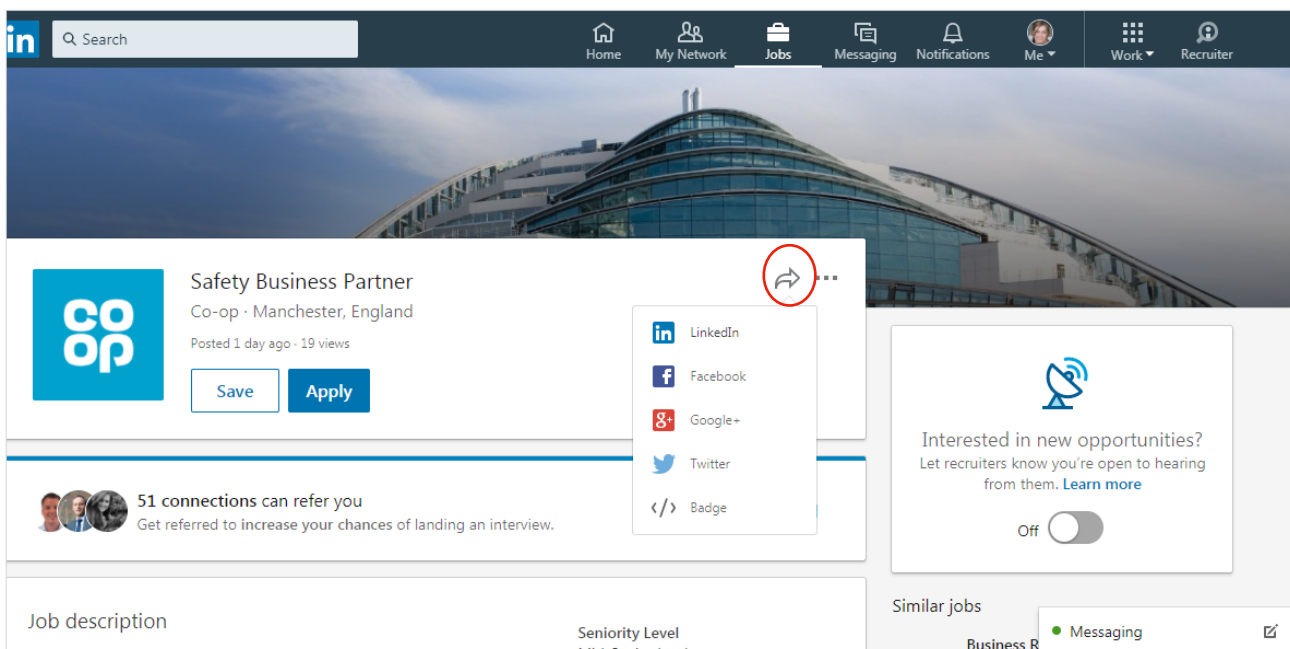 in
Search
Home
My Network
Jobs
Messaging
Notifications
Me
Work
Recruiter
CO
OP
Safety Business Partner
Co-op · Manchester, England
Posted 1 day ago · 19 views
Save
Apply
in LinkedIn
f Facebook
g+ Google+
Twitter
</> Badge
51 connections can refer you
Get referred to increase your chances of landing an interview.
Interested in new opportunities?
Let recruiters know you're open to hearing
from them. Learn more
Off
Job description
Seniority Level
Similar jobs
Business R
Messaging